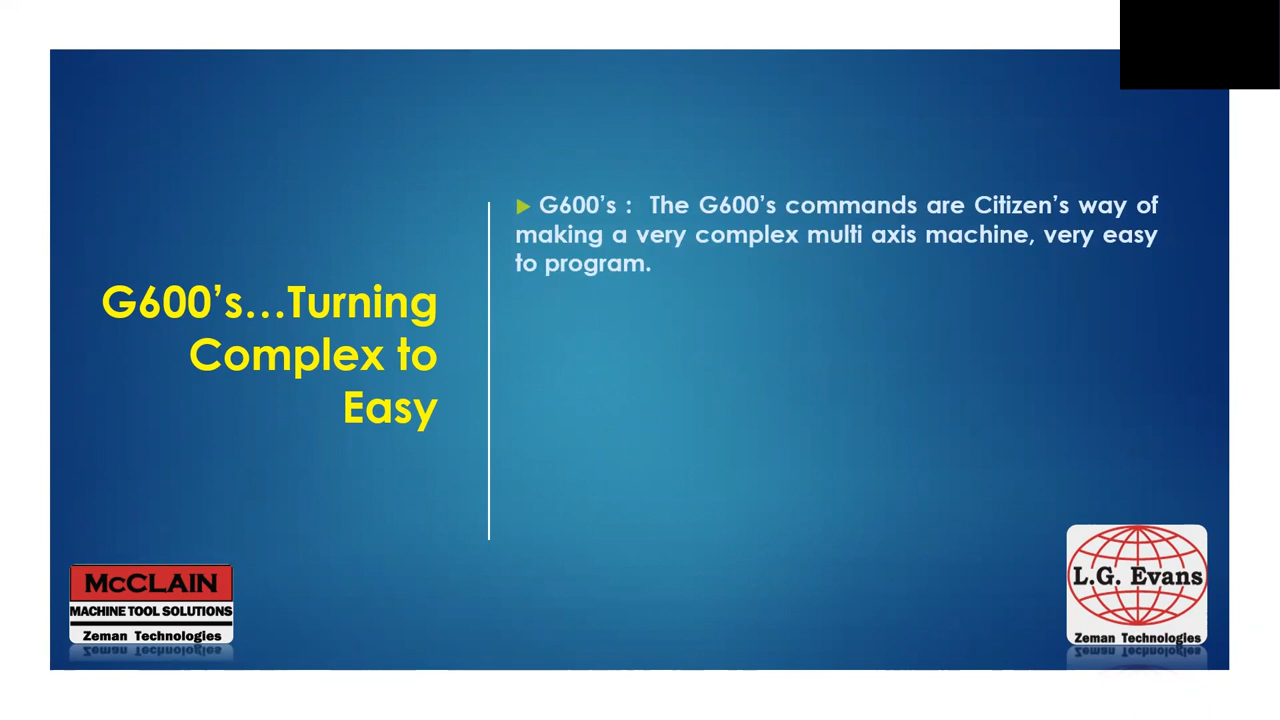 G600’s : The G600’s commands are Citizen’s way of
making a very complex multi axis machine, very easy
to program.
G600’s…Turning
Complex to
Easy
McCLAIN
MACHINE TOOL SOLUTIONS
Zeman Technologies
L.G. Evans
Zeman Technologies